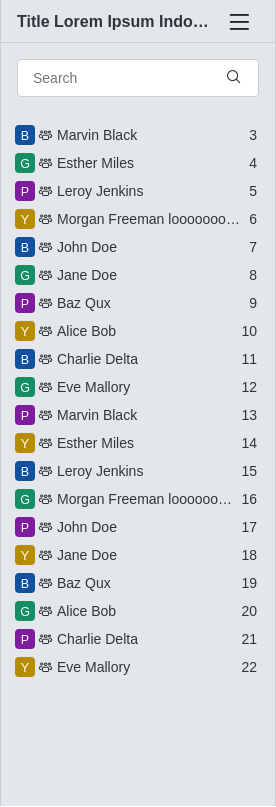 Title Lorem Ipsum Indo…
Search
B Marvin Black 3
G Esther Miles 4
P Leroy Jenkins 5
Y Morgan Freeman looooooo… 6
B John Doe 7
G Jane Doe 8
P Baz Qux 9
Y Alice Bob 10
B Charlie Delta 11
G Eve Mallory 12
P Marvin Black 13
Y Esther Miles 14
B Leroy Jenkins 15
G Morgan Freeman loooooo… 16
P John Doe 17
Y Jane Doe 18
B Baz Qux 19
G Alice Bob 20
P Charlie Delta 21
Y Eve Mallory 22